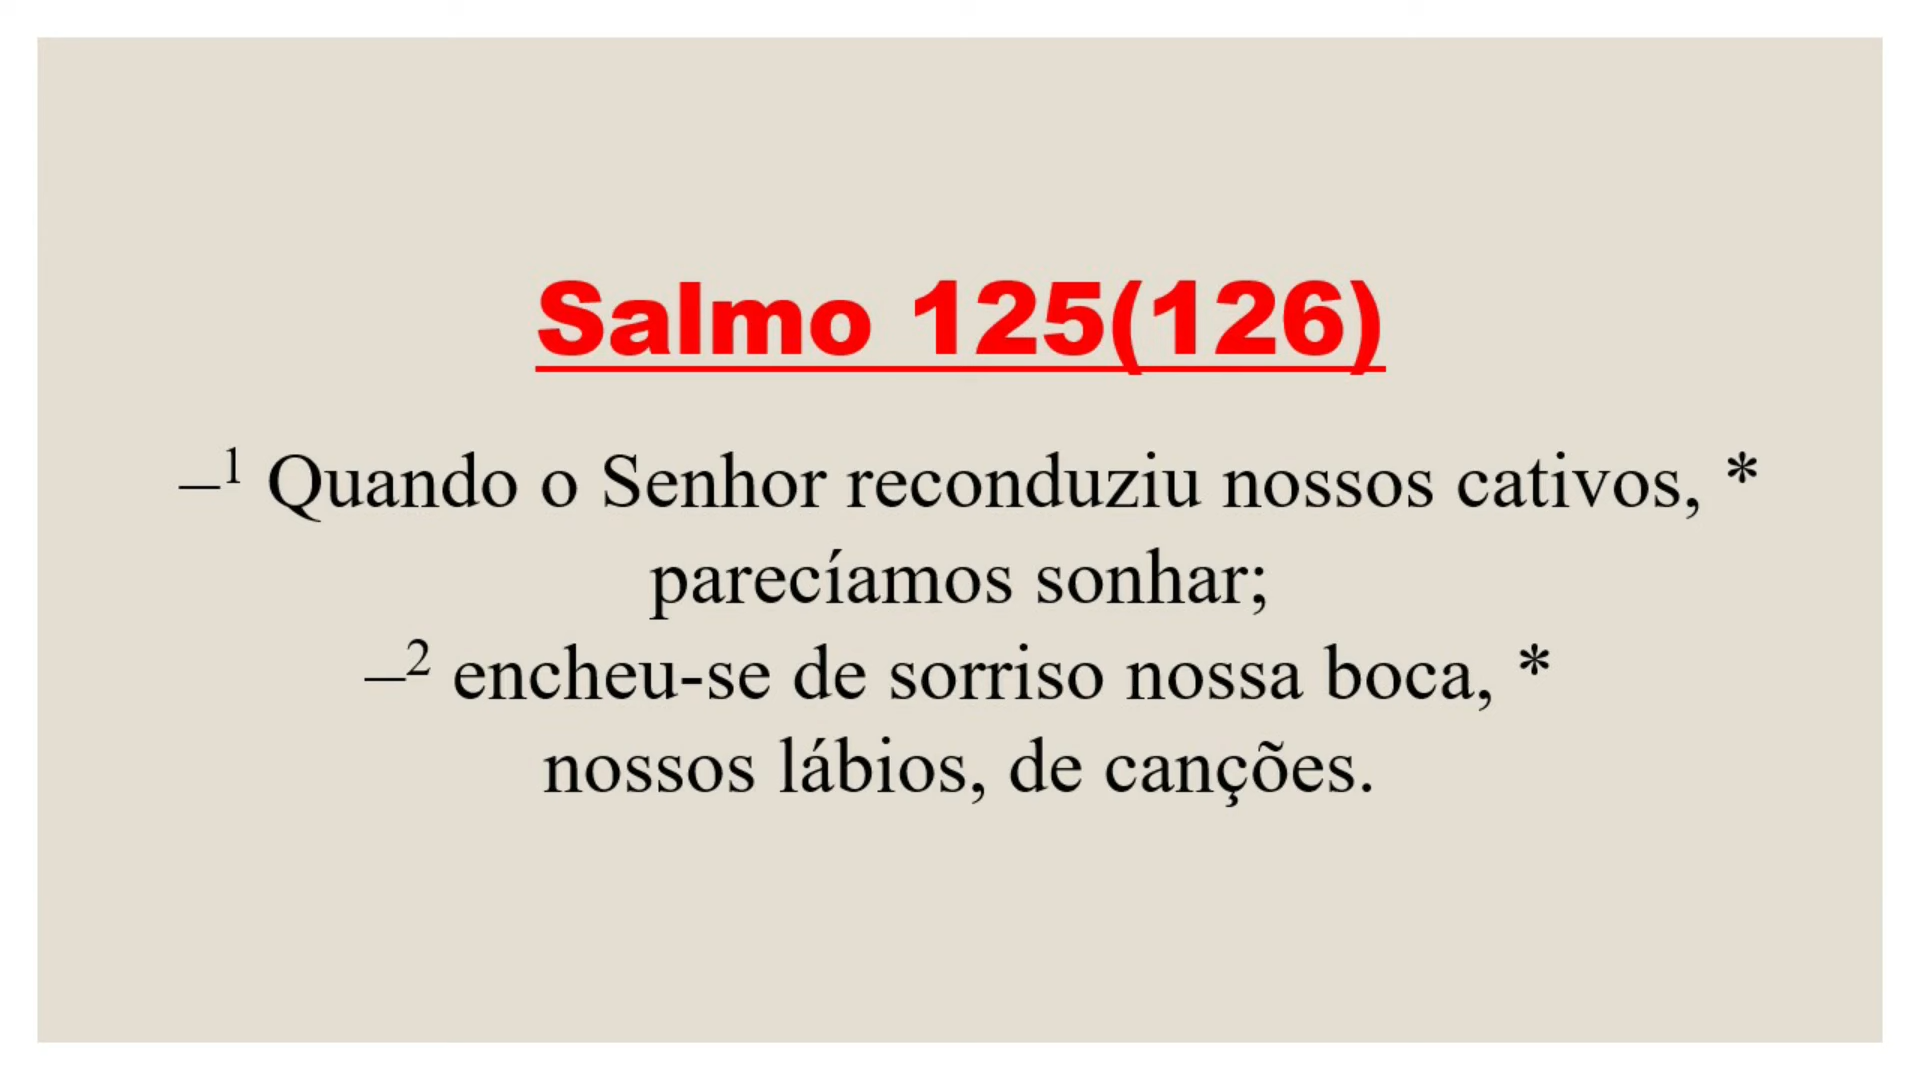 Salmo 125(126)
–¹ Quando o Senhor reconduziu nossos cativos, *
parecíamos sonhar;
–² encheu-se de sorriso nossa boca, *
nossos lábios, de canções.